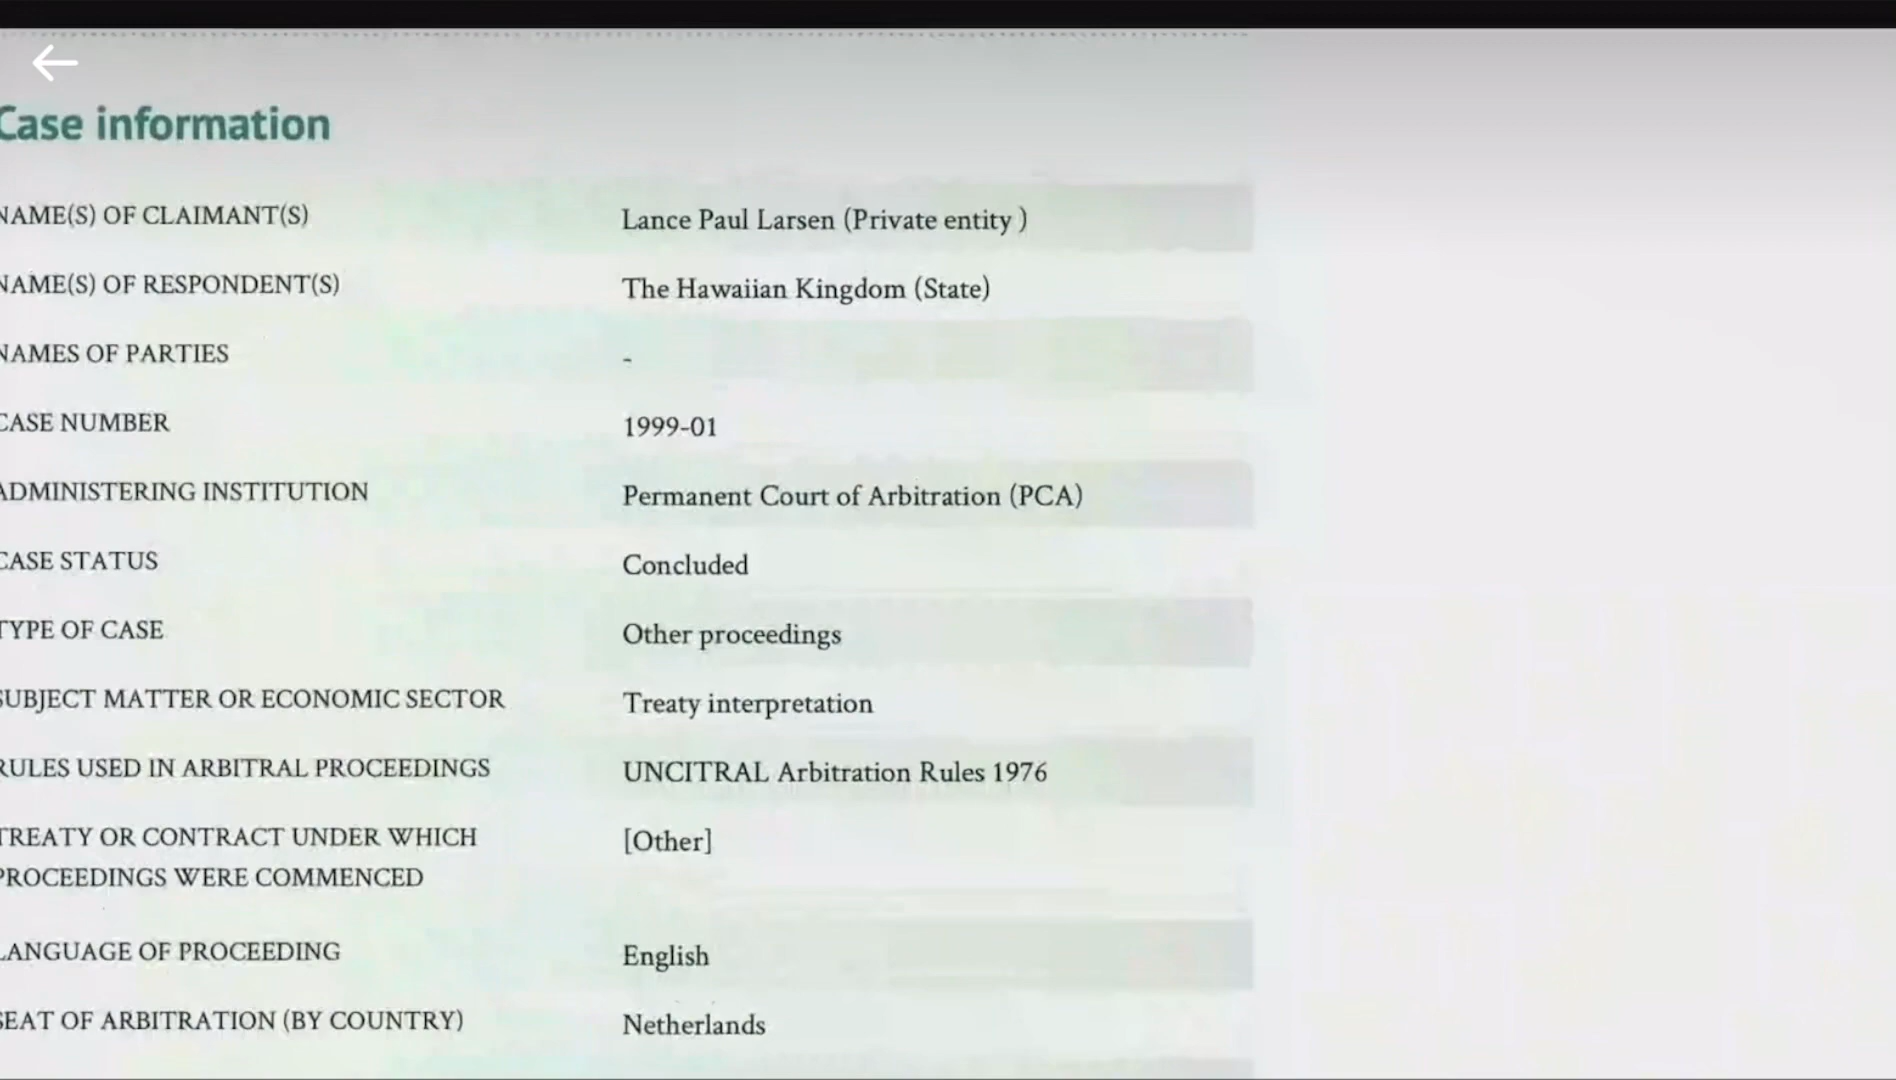 Case information
NAME(S) OF CLAIMANT(S) Lance Paul Larsen (Private entity )
NAME(S) OF RESPONDENT(S) The Hawaiian Kingdom (State)
NAMES OF PARTIES -
CASE NUMBER 1999-01
ADMINISTERING INSTITUTION Permanent Court of Arbitration (PCA)
CASE STATUS Concluded
TYPE OF CASE Other proceedings
SUBJECT MATTER OR ECONOMIC SECTOR Treaty interpretation
RULES USED IN ARBITRAL PROCEEDINGS UNCITRAL Arbitration Rules 1976
TREATY OR CONTRACT UNDER WHICH [Other]
PROCEEDINGS WERE COMMENCED
LANGUAGE OF PROCEEDING English
SEAT OF ARBITRATION (BY COUNTRY) Netherlands